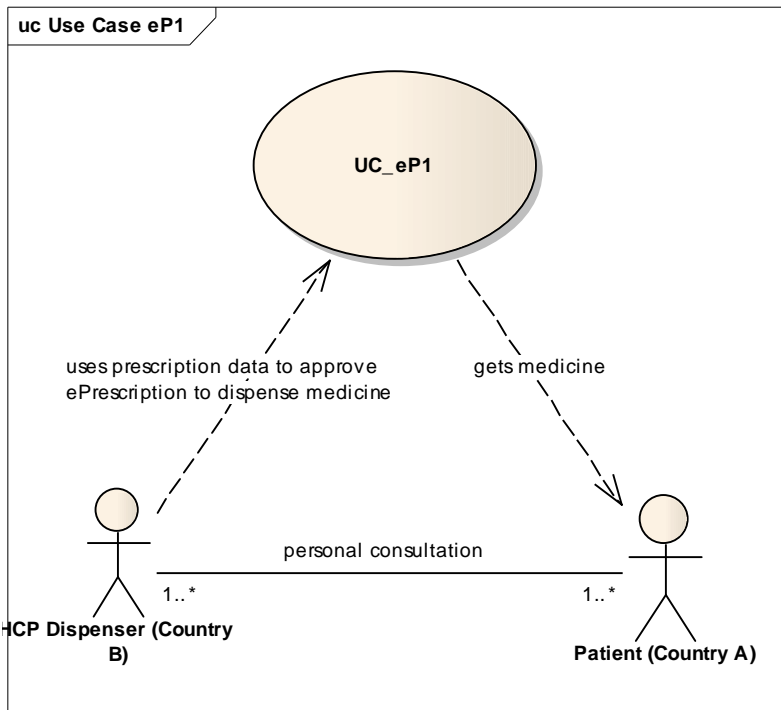 uc Use Case eP1
UC_eP1
uses prescription data to approve
ePrescription to dispense medicine
gets medicine
personal consultation
1..*
1..*
HCP Dispenser (Country
B)
Patient (Country A)